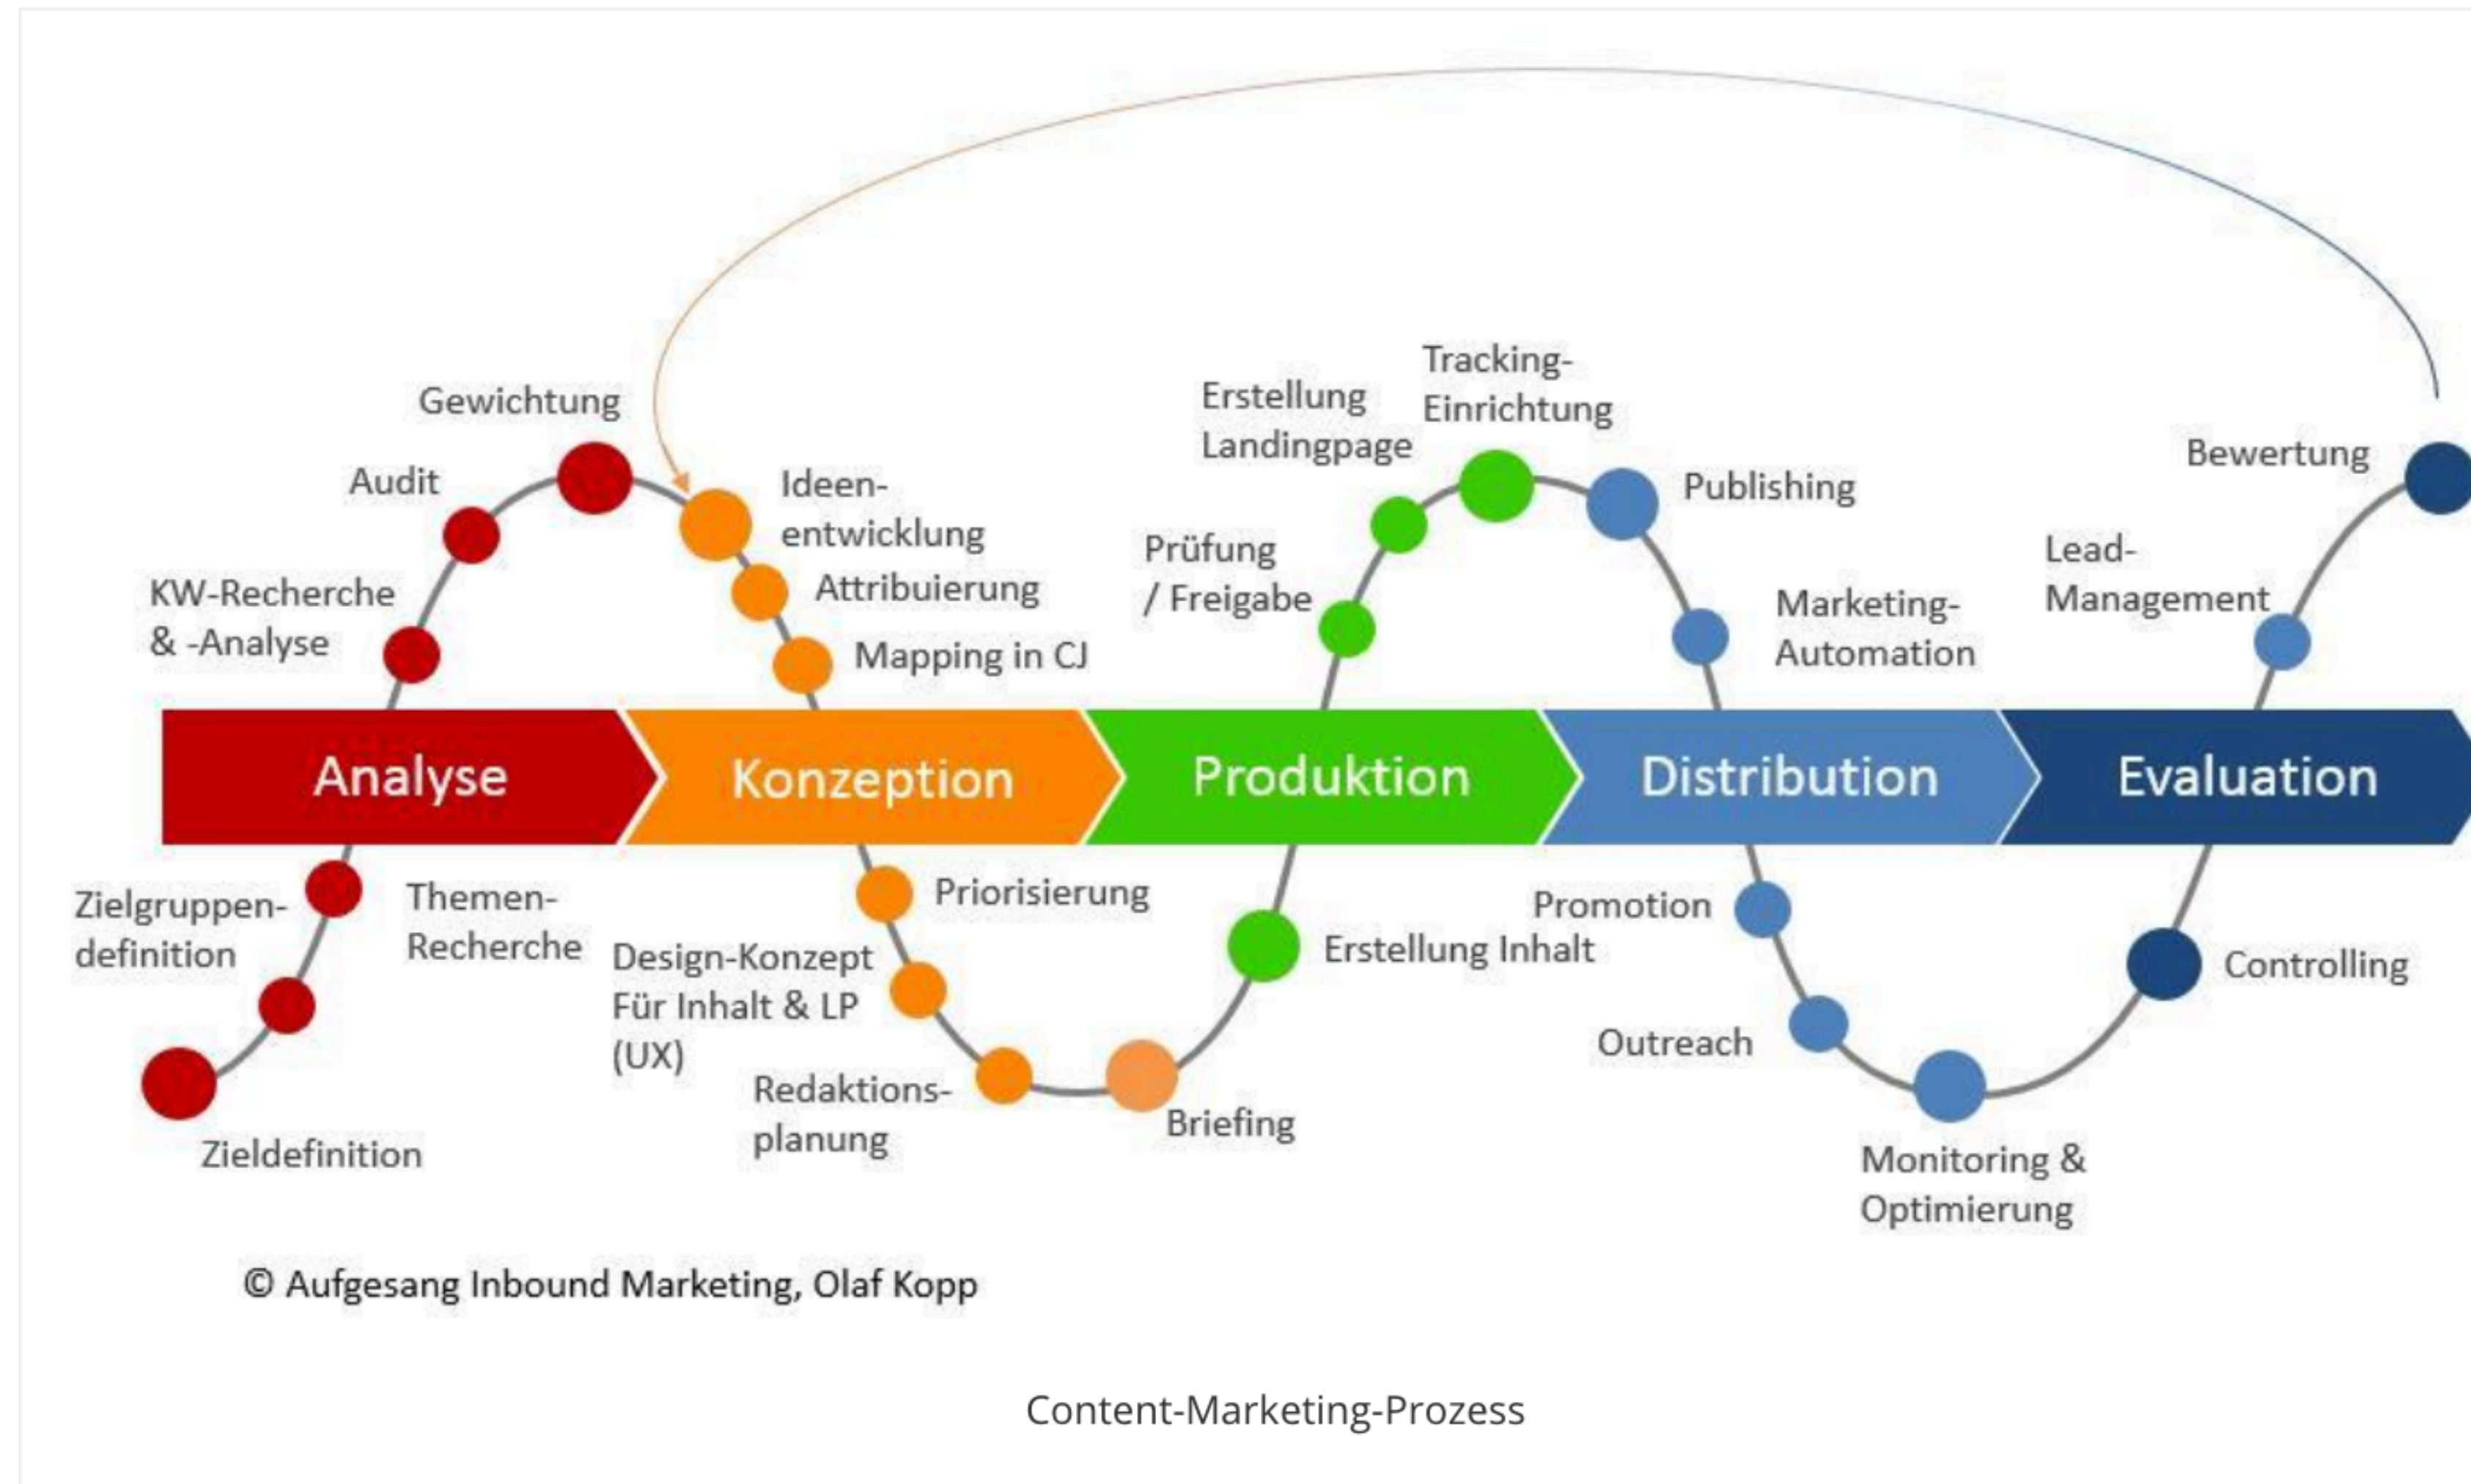 Zieldefinition
Zielgruppen-
definition
Themen-
Recherche
KW-Recherche
& -Analyse
Audit
Gewichtung
Ideen-
entwicklung
Attribuierung
Mapping in CJ
Analyse
Konzeption
Produktion
Distribution
Evaluation
Priorisierung
Design-Konzept
Für Inhalt & LP
(UX)
Redaktions-
planung
Briefing
Erstellung Inhalt
Prüfung
/ Freigabe
Erstellung
Landingpage
Tracking-
Einrichtung
Publishing
Marketing-
Automation
Promotion
Outreach
Monitoring &
Optimierung
Controlling
Lead-
Management
Bewertung
© Aufgesang Inbound Marketing, Olaf Kopp
Content-Marketing-Prozess